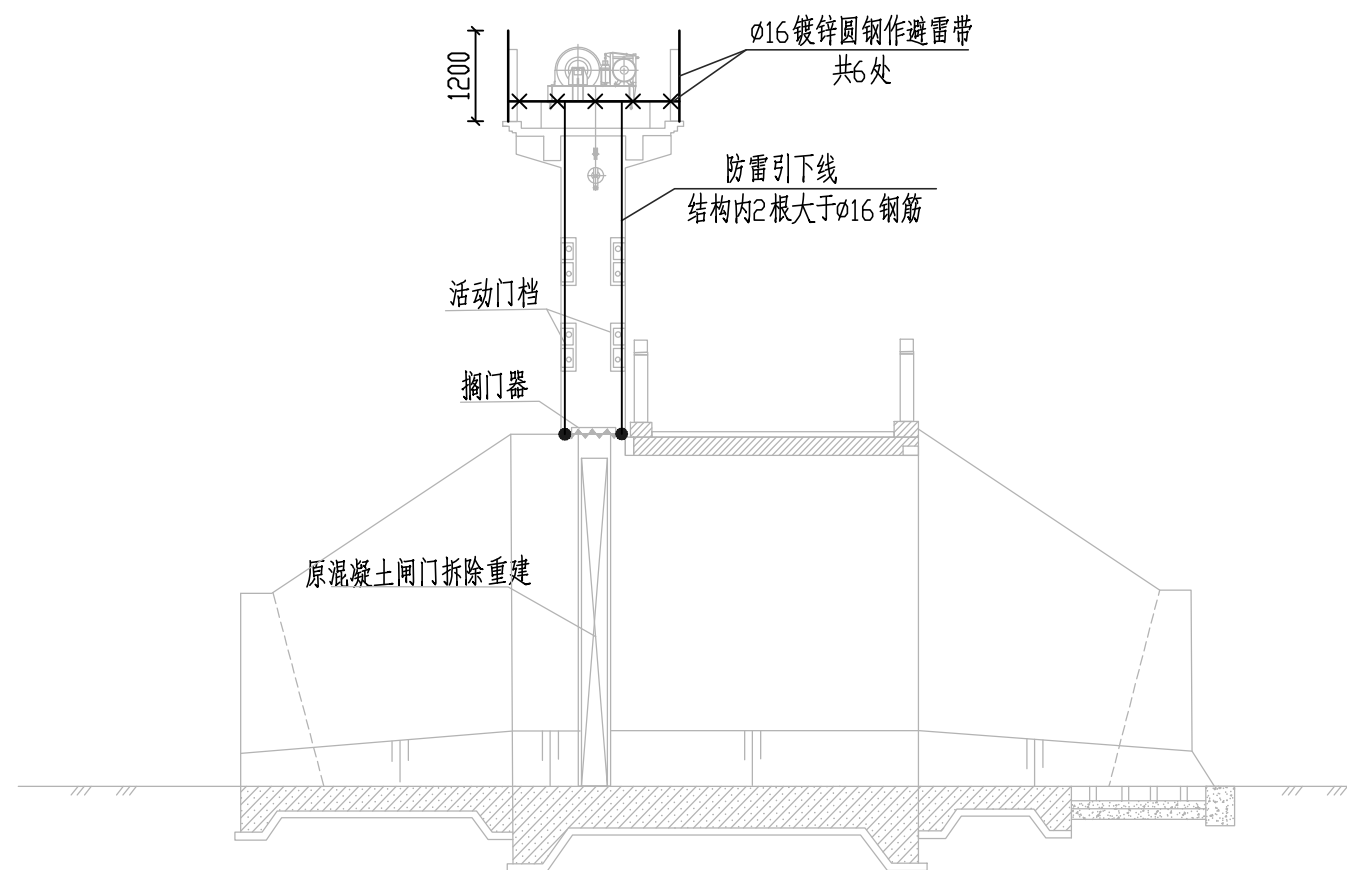 ø16镀锌圆钢作避雷带
共6处
1200
防雷引下线
结构内2根大于ø16钢筋
活动门档
搁门器
原混凝土闸门拆除重建